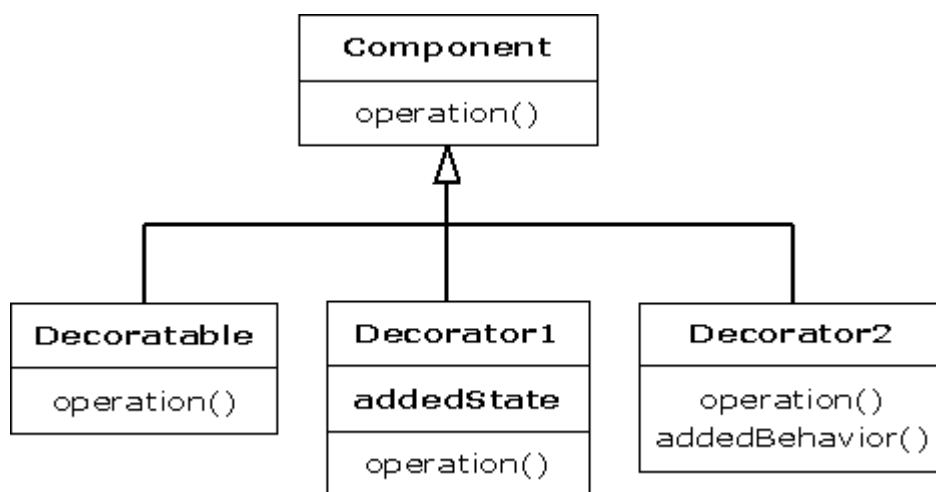 Component
operation()
Decoratable
operation()
Decorator1
addedState
operation()
Decorator2
operation()
addedBehavior()